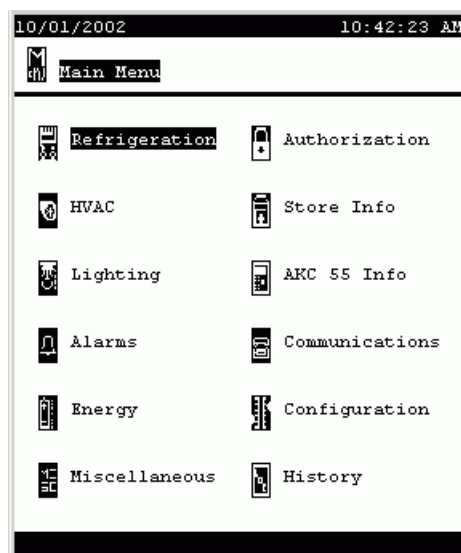 10/01/2002 10:42:23 AM
Main Menu
Refrigeration Authorization
HVAC Store Info
Lighting AKC 55 Info
Alarms Communications
Energy Configuration
Miscellaneous History